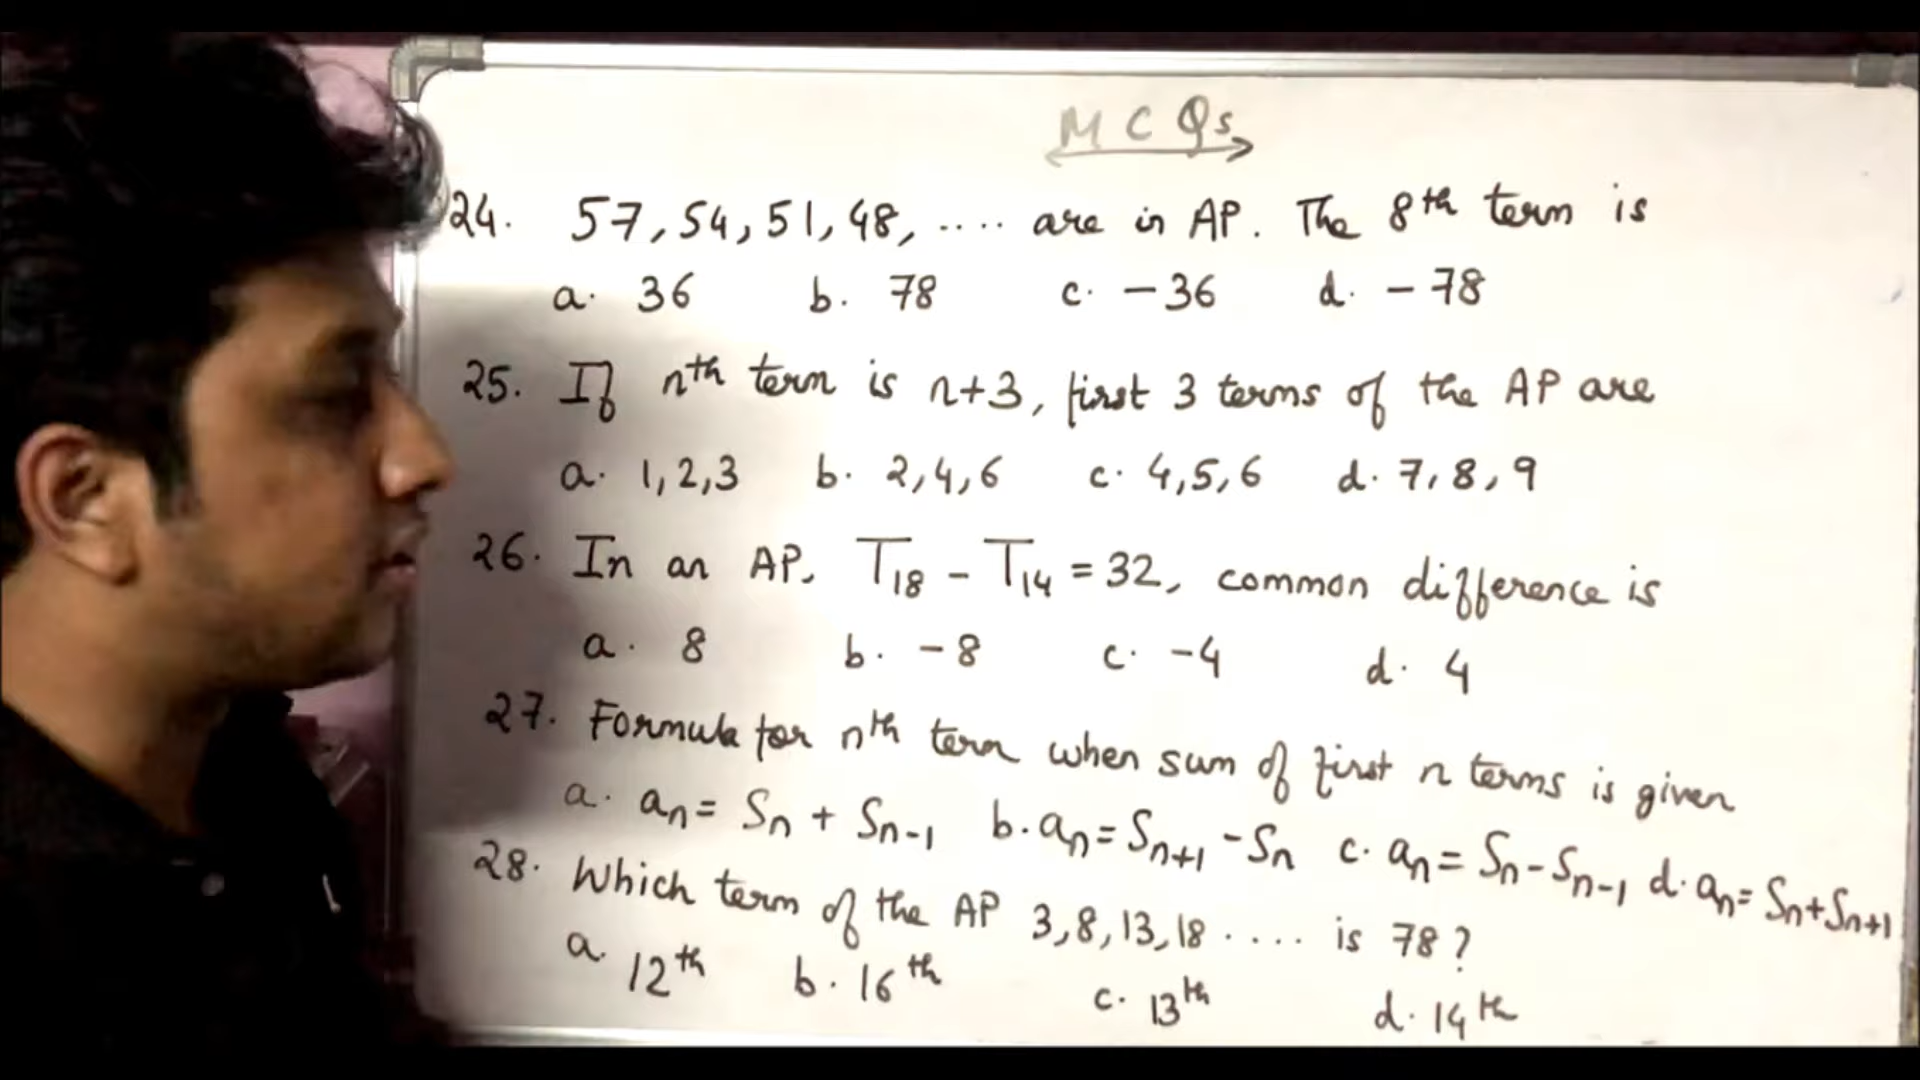 MCQs
24. 57, 54, 51, 48, .... are in AP. The 8th term is
a. 36 b. 78 c. -36 d. -78
25. If nth term is n+3, first 3 terms of the AP are
a. 1,2,3 b. 2,4,6 c. 4,5,6 d. 7,8,9
26. In an AP, T18 - T14 = 32, common difference is
a. 8 b. -8 c. -4 d. 4
27. Formula for nth term when sum of first n terms is given
a. an = Sn + Sn-1 b. an = Sn+1 - Sn c. an = Sn - Sn-1 d. an = Sn + Sn+1
28. Which term of the AP 3, 8, 13, 18 .... is 78?
a. 12th b. 16th c. 13th d. 14th